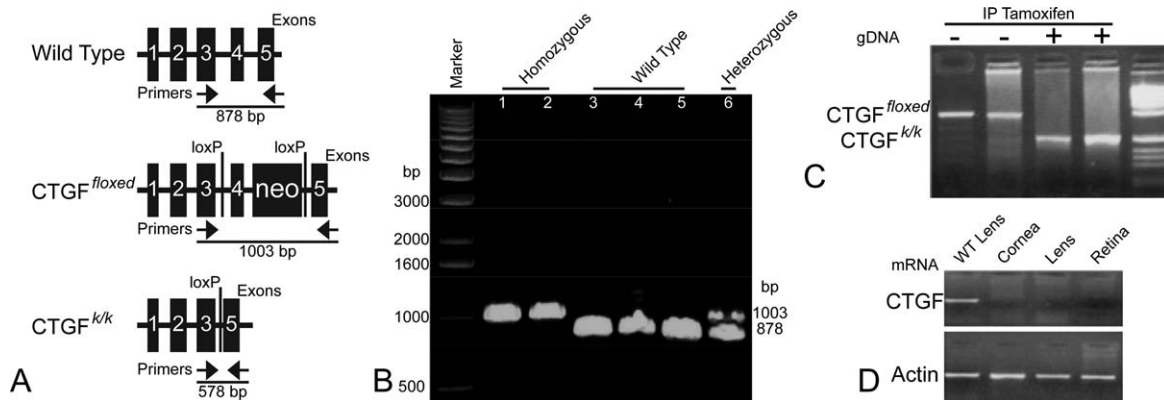 Exons
Wild Type
1 2 3 4 5
Primers
878 bp
loxP loxP Exons
CTGF floxed
1 2 3 4 neo 5
Primers
1003 bp
loxP Exons
CTGF k/k
1 2 3 5
Primers
578 bp
A
Marker
Homozygous
Wild Type
Heterozygous
1 2 3 4 5 6
bp
3000
2000
1600
1000
500
bp
1003
878
B
IP Tamoxifen
gDNA - - + +
CTGF floxed
CTGF k/k
C
mRNA
WT Lens
Cornea
Lens
Retina
CTGF
Actin
D